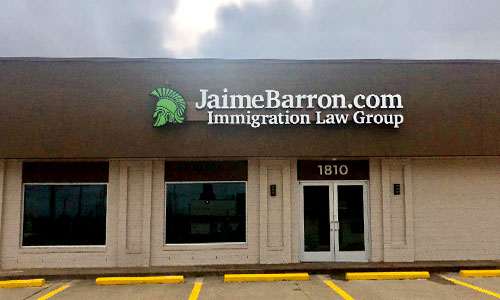 JaimeBarron.com
Immigration Law Group
1810